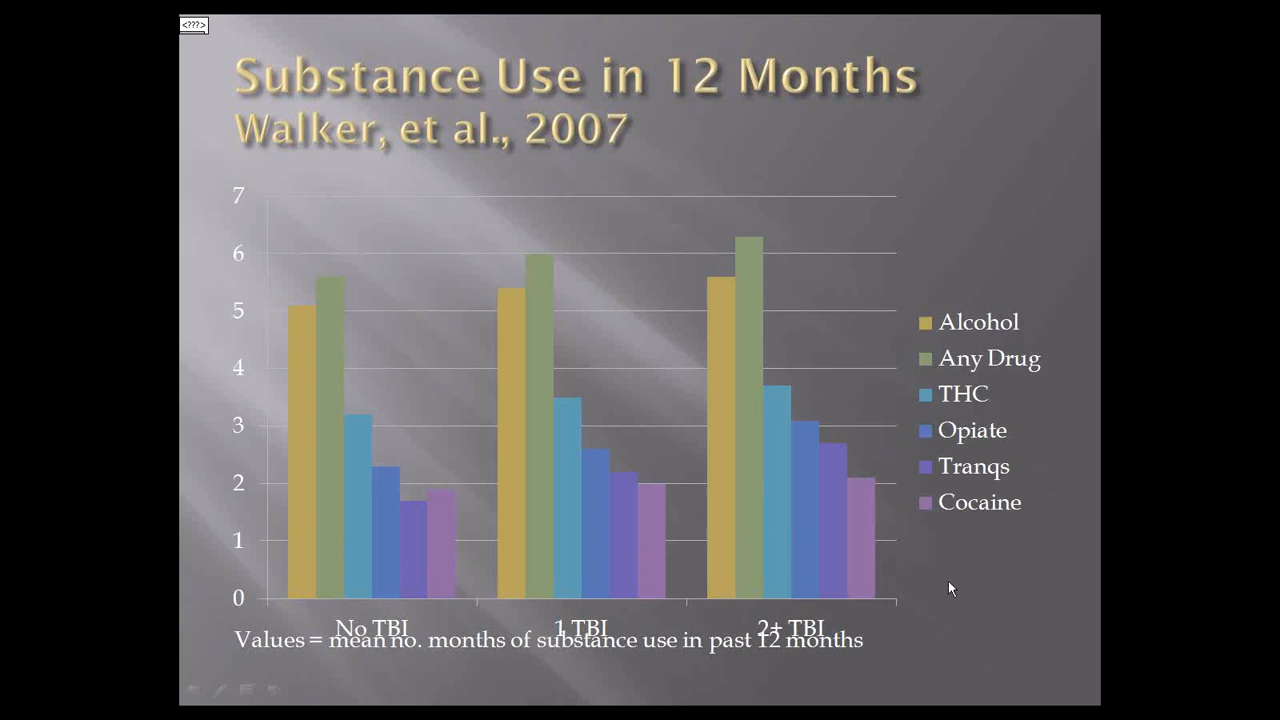 <???>
Substance Use in 12 Months
Walker, et al., 2007
7
6
5
4
3
2
1
0
Alcohol
Any Drug
THC
Opiate
Tranqs
Cocaine
No TBI
1 TBI
2+ TBI
Values = mean no. months of substance use in past 12 months